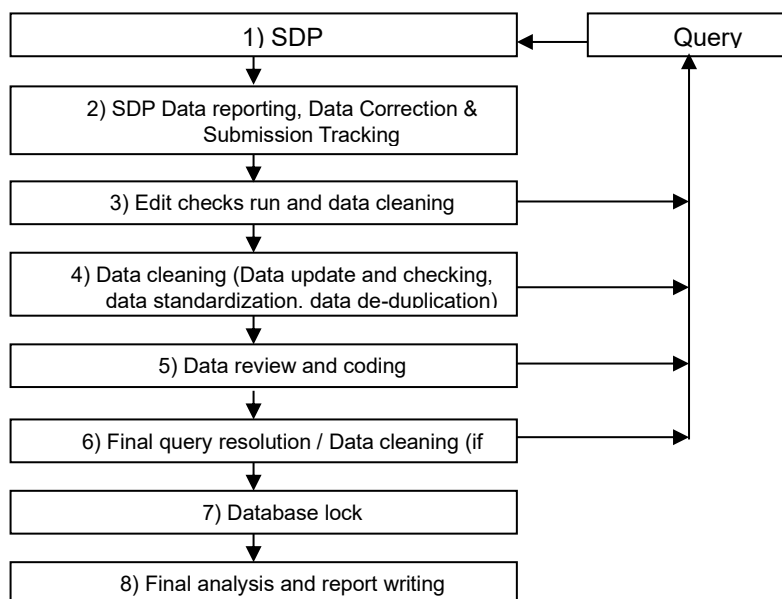 1) SDP
Query
2) SDP Data reporting, Data Correction &
Submission Tracking
3) Edit checks run and data cleaning
4) Data cleaning (Data update and checking,
data standardization, data de-duplication)
5) Data review and coding
6) Final query resolution / Data cleaning (if
7) Database lock
8) Final analysis and report writing